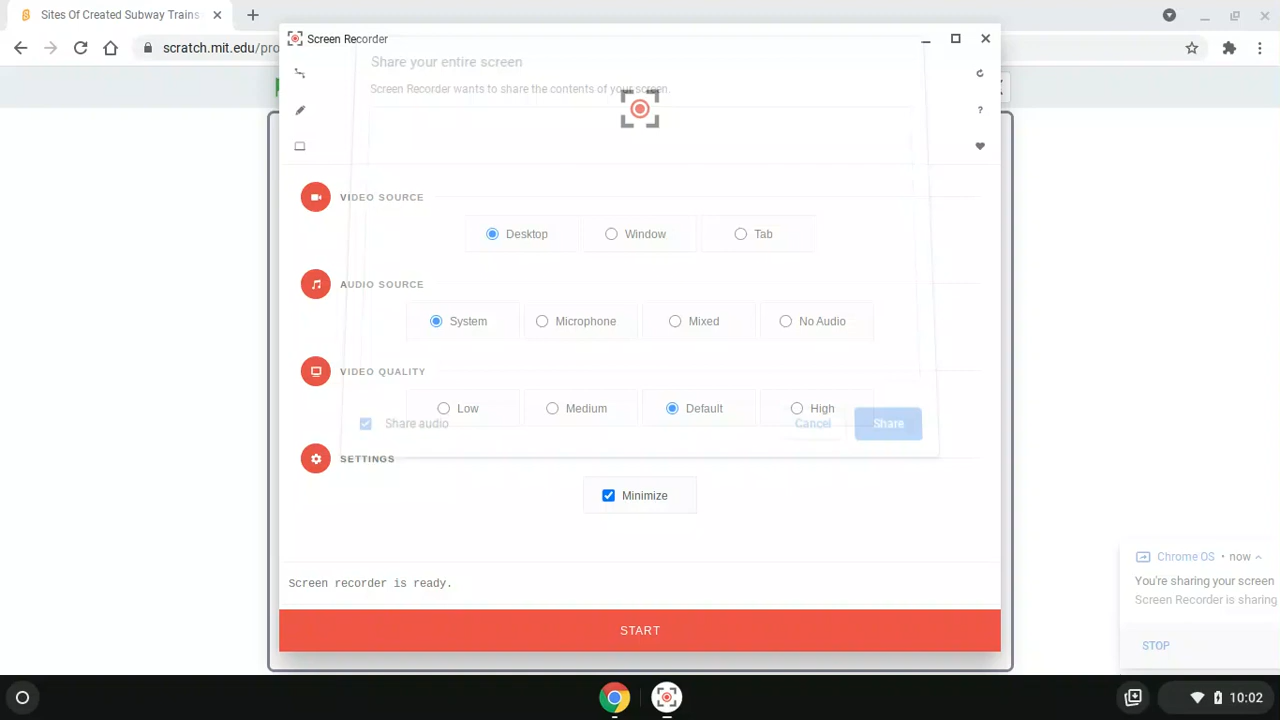 Sites Of Created Subway Trains
scratch.mit.edu/pro
Screen Recorder
Share your entire screen
Screen Recorder wants to share the contents of your screen.
?
VIDEO SOURCE
Desktop
Window
Tab
AUDIO SOURCE
System
Microphone
Mixed
No Audio
VIDEO QUALITY
Low
Medium
Default
High
Share audio
Cancel
Share
SETTINGS
Minimize
Chrome OS • now
You're sharing your screen
Screen Recorder is sharing
STOP
Screen recorder is ready.
START
10:02